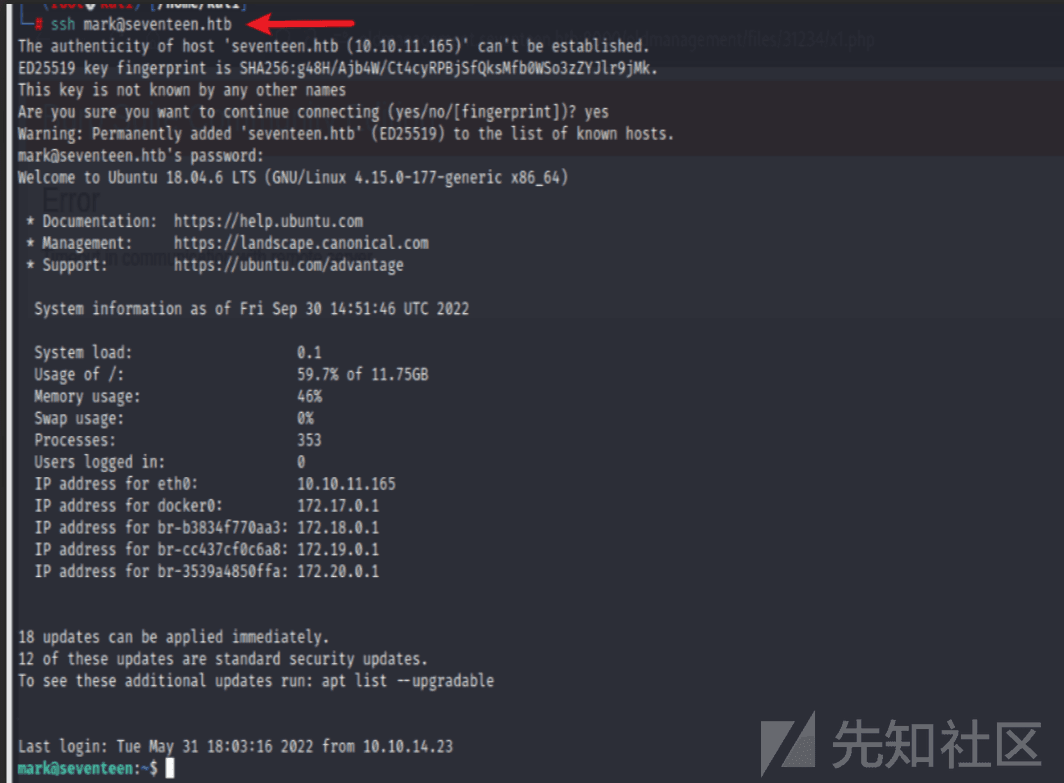 (root💀kali)-[/home/kali]
└─# ssh mark@seventeen.htb
The authenticity of host 'seventeen.htb (10.10.11.165)' can't be established.
ED25519 key fingerprint is SHA256:g48H/Ajb4W/Ct4cyRPBjSfQksMfb0WSo3zZYJlr9jMk.
This key is not known by any other names
Are you sure you want to continue connecting (yes/no/[fingerprint])? yes
Warning: Permanently added 'seventeen.htb' (ED25519) to the list of known hosts.
mark@seventeen.htb's password:
Welcome to Ubuntu 18.04.6 LTS (GNU/Linux 4.15.0-177-generic x86_64)
Error
* Documentation: https://help.ubuntu.com
* Management: https://landscape.canonical.com
* Support: https://ubuntu.com/advantage
System information as of Fri Sep 30 14:51:46 UTC 2022
System load: 0.1
Usage of /: 59.7% of 11.75GB
Memory usage: 46%
Swap usage: 0%
Processes: 353
Users logged in: 0
IP address for eth0: 10.10.11.165
IP address for docker0: 172.17.0.1
IP address for br-b3834f770aa3: 172.18.0.1
IP address for br-cc437cf0c6a8: 172.19.0.1
IP address for br-3539a4850ffa: 172.20.0.1
18 updates can be applied immediately.
12 of these updates are standard security updates.
To see these additional updates run: apt list --upgradable
Last login: Tue May 31 18:03:16 2022 from 10.10.14.23
mark@seventeen:~$
先知社区